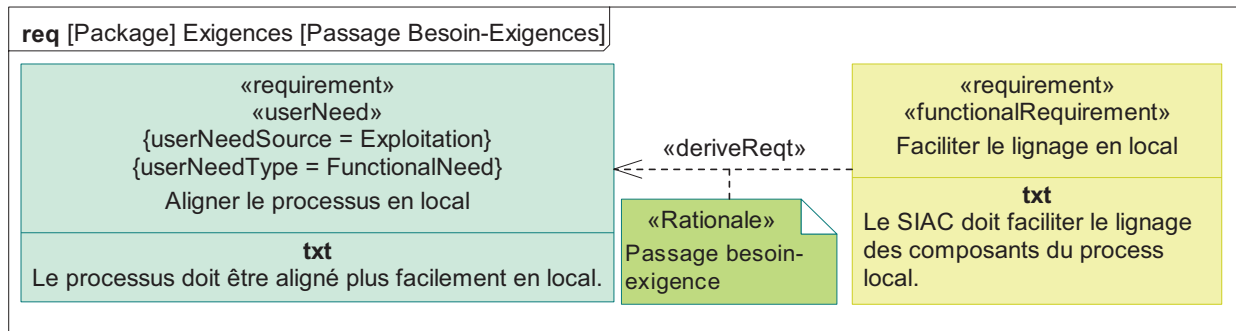 req [Package] Exigences [Passage Besoin-Exigences]
«requirement»
«userNeed»
{userNeedSource = Exploitation}
{userNeedType = FunctionalNeed}
Aligner le processus en local
txt
Le processus doit être aligné plus facilement en local.
«deriveReqt»
«Rationale»
Passage besoin-
exigence
«requirement»
«functionalRequirement»
Faciliter le lignage en local
txt
Le SIAC doit faciliter le lignage
des composants du process
local.